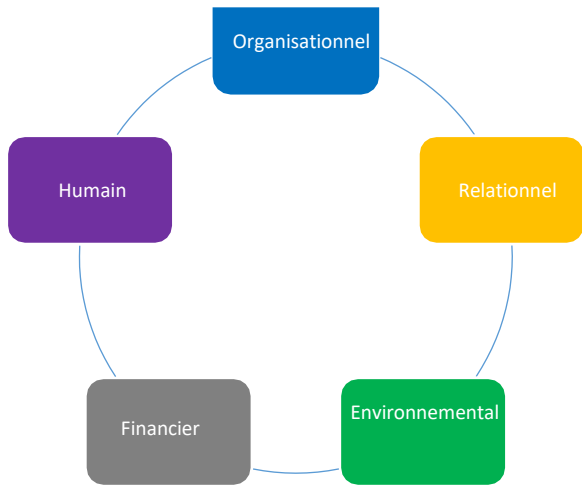 Organisationnel
Humain
Relationnel
Financier
Environnemental